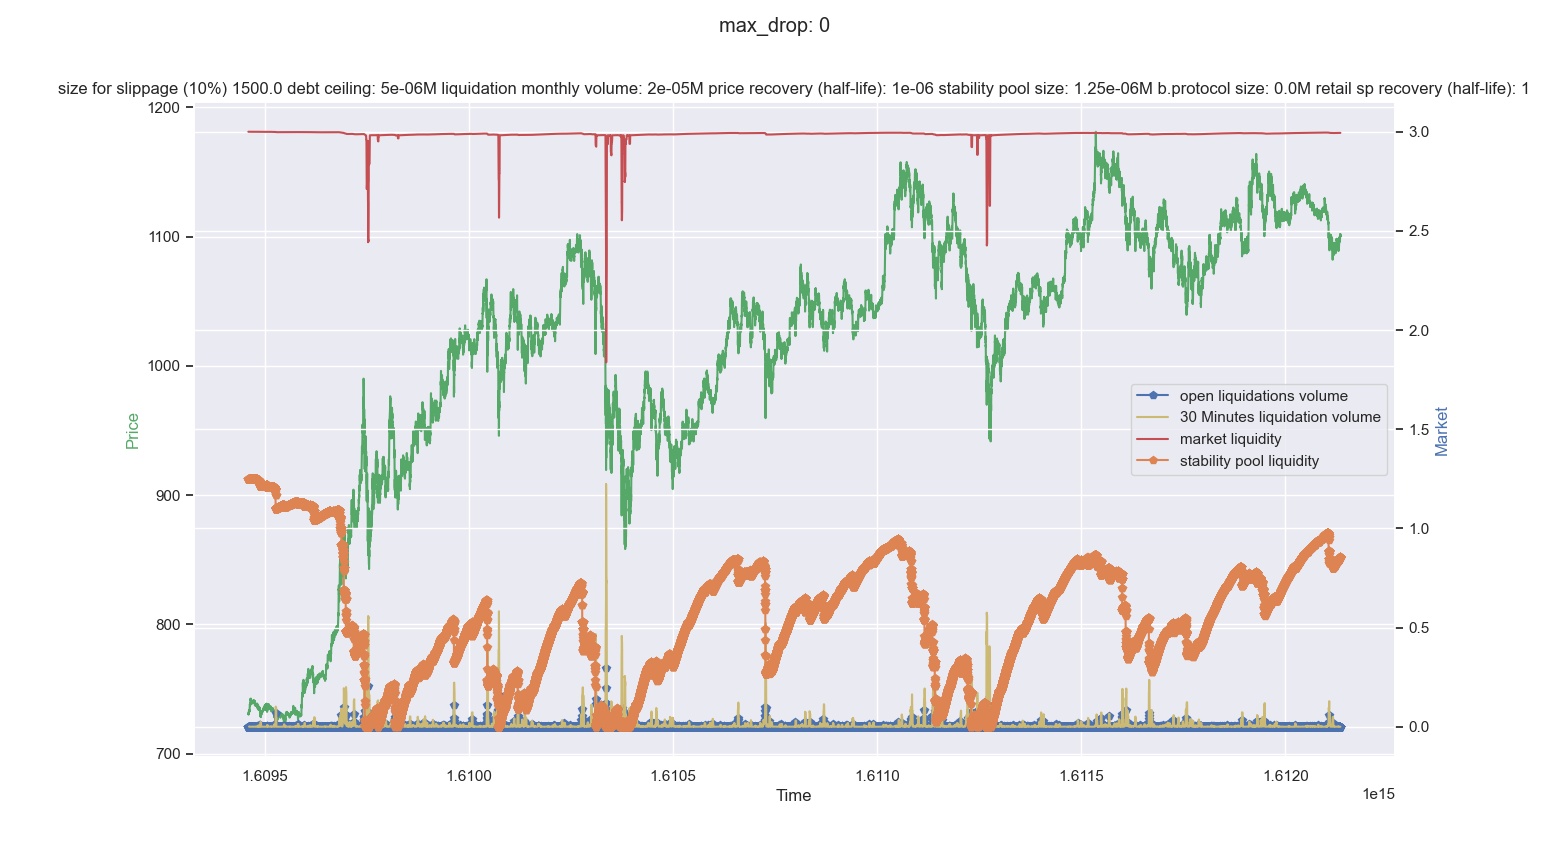 max_drop: 0
size for slippage (10%) 1500.0 debt ceiling: 5e-06M liquidation monthly volume: 2e-05M price recovery (half-life): 1e-06 stability pool size: 1.25e-06M b.protocol size: 0.0M retail sp recovery (half-life): 1
1200
1100
1000
900
800
700
Price
3.0
2.5
2.0
1.5
1.0
0.5
0.0
Market
open liquidations volume
30 Minutes liquidation volume
market liquidity
stability pool liquidity
1.6095 1.6100 1.6105 1.6110 1.6115 1.6120
Time
1e15